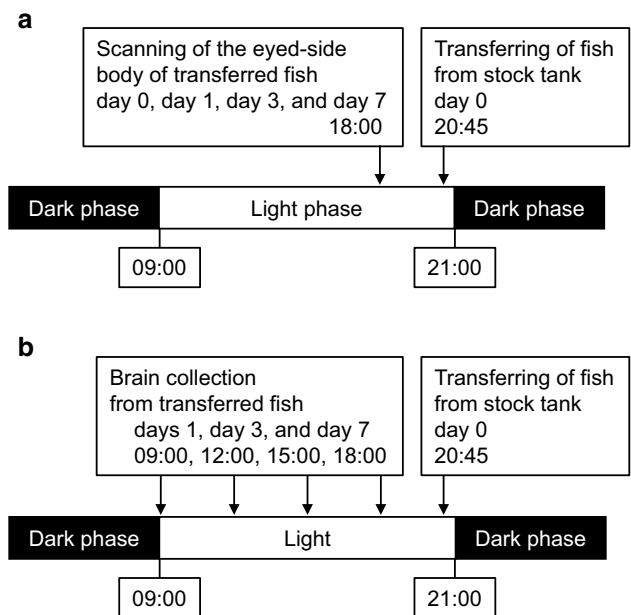 a
Scanning of the eyed-side
body of transferred fish
day 0, day 1, day 3, and day 7
18:00
Transferring of fish
from stock tank
day 0
20:45
Dark phase
Light phase
Dark phase
09:00
21:00
b
Brain collection
from transferred fish
days 1, day 3, and day 7
09:00, 12:00, 15:00, 18:00
Transferring of fish
from stock tank
day 0
20:45
Dark phase
Light
Dark phase
09:00
21:00